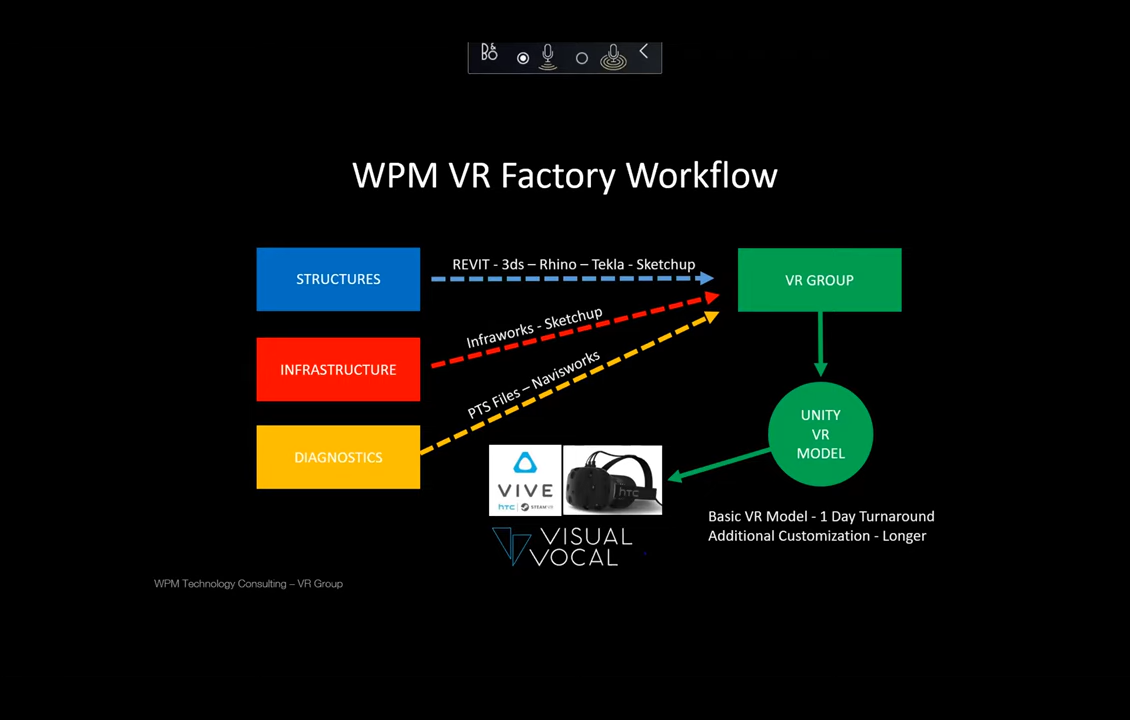 WPM VR Factory Workflow
STRUCTURES
REVIT - 3ds – Rhino – Tekla - Sketchup
VR GROUP
Infraworks - Sketchup
INFRASTRUCTURE
PTS Files – Navisworks
DIAGNOSTICS
UNITY
VR
MODEL
VIVE
hTC
STEAM VR
hTC
Basic VR Model - 1 Day Turnaround
Additional Customization - Longer
VISUAL
VOCAL
WPM Technology Consulting – VR Group